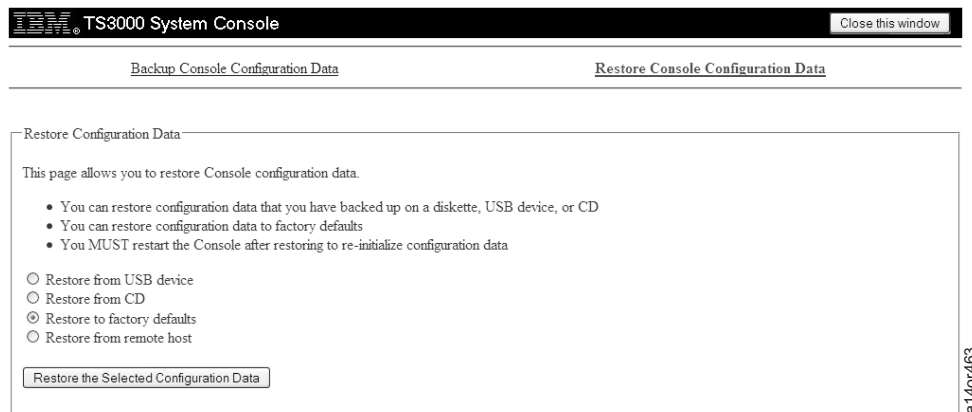 IBM® TS3000 System Console
Close this window
Backup Console Configuration Data
Restore Console Configuration Data
Restore Configuration Data
This page allows you to restore Console configuration data.
• You can restore configuration data that you have backed up on a diskette, USB device, or CD
• You can restore configuration data to factory defaults
• You MUST restart the Console after restoring to re-initialize configuration data
Restore from USB device
Restore from CD
Restore to factory defaults
Restore from remote host
Restore the Selected Configuration Data
a14or463